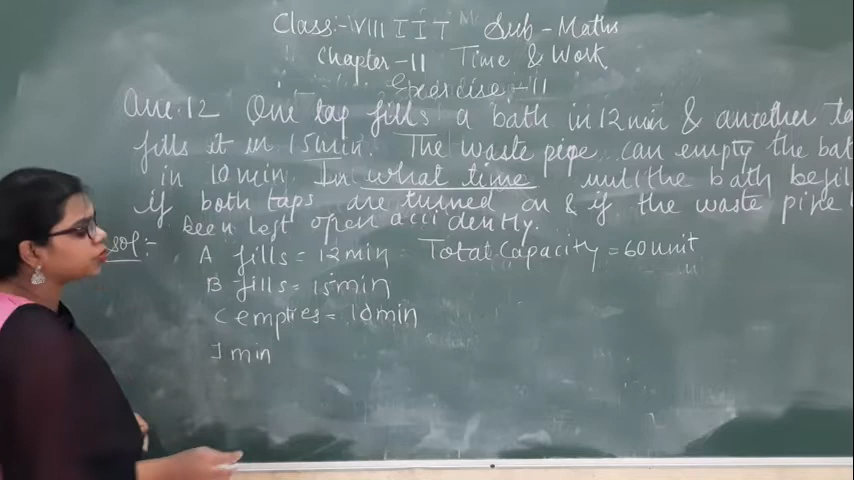 Class:- VIII IIT Sub - Maths
Chapter - 11 Time & Work
Exercise - 11
Que:12 One tap fills a bath in 12 min & another
fills it in 15 min. The waste pipe can empty the
in 10 min. In what time will the bath be
if both taps are turned on & if the waste pipe
been left open accidently.
Sol:-
A fills = 12 min Total Capacity = 60 unit
B fills = 15 min
C empties = 10 min
1 min